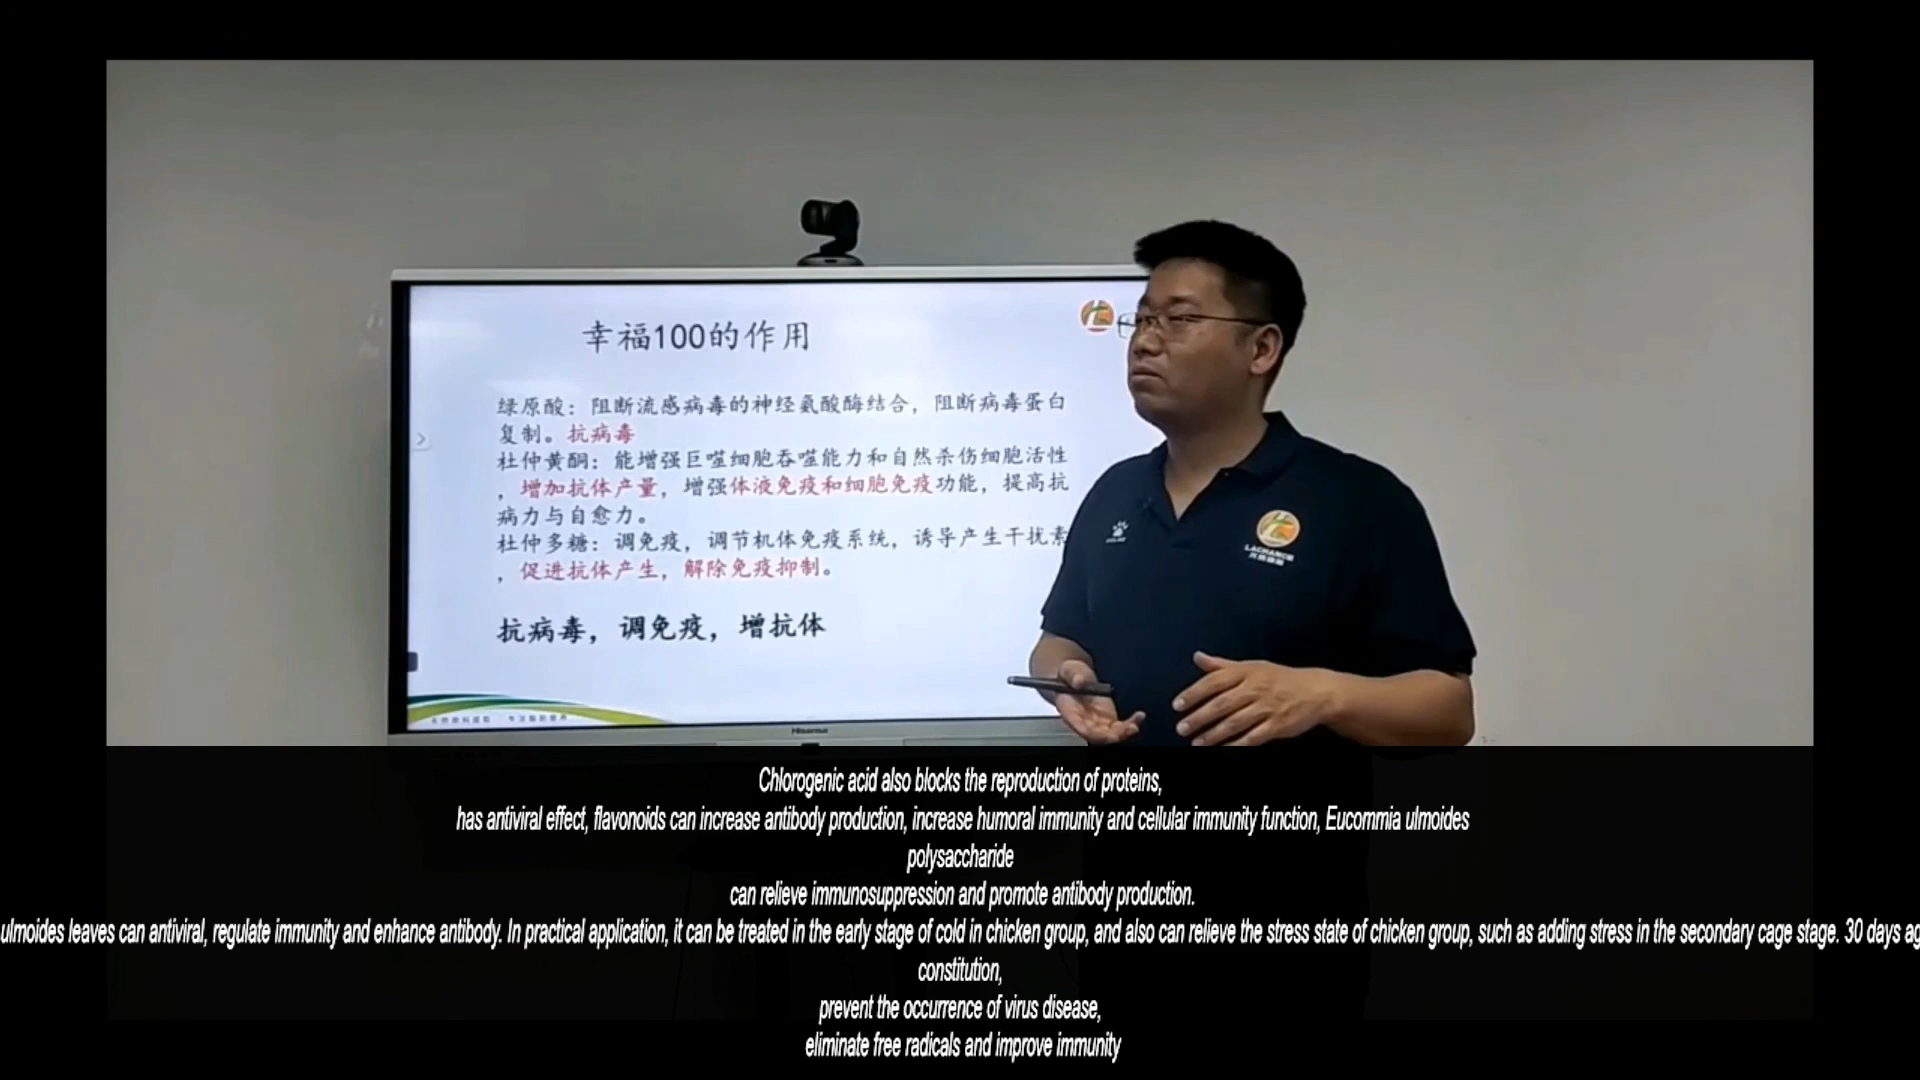 幸福100的作用
绿原酸：阻断流感病毒的神经氨酸酶结合，阻断病毒蛋白
复制。抗病毒
杜仲黄酮：能增强巨噬细胞吞噬能力和自然杀伤细胞活性
，增加抗体产量，增强体液免疫和细胞免疫功能，提高抗
病力与自愈力。
杜仲多糖：调免疫，调节机体免疫系统，诱导产生干扰素
，促进抗体产生，解除免疫抑制。
抗病毒，调免疫，增抗体
Hisense
LACHANCE
Chlorogenic acid also blocks the reproduction of proteins,
has antiviral effect, flavonoids can increase antibody production, increase humoral immunity and cellular immunity function, Eucommia ulmoides
polysaccharide
can relieve immunosuppression and promote antibody production.
ulmoides leaves can antiviral, regulate immunity and enhance antibody. In practical application, it can be treated in the early stage of cold in chicken group, and also can relieve the stress state of chicken group, such as adding stress in the secondary cage stage. 30 days ag
constitution,
prevent the occurrence of virus disease,
eliminate free radicals and improve immunity